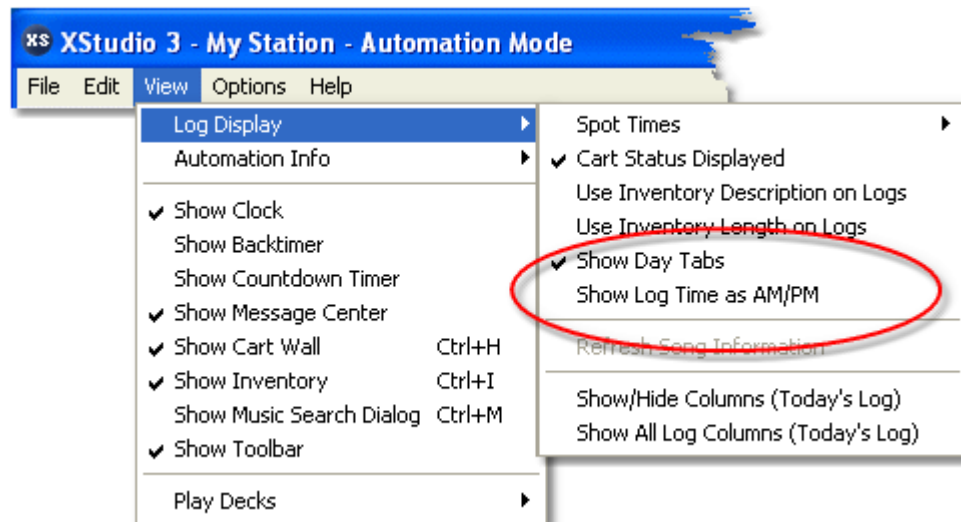 XS XStudio 3 - My Station - Automation Mode
File Edit View Options Help
Log Display
Automation Info
Show Clock
Show Backtimer
Show Countdown Timer
Show Message Center
Show Cart Wall Ctrl+H
Show Inventory Ctrl+I
Show Music Search Dialog Ctrl+M
Show Toolbar
Play Decks
Spot Times
Cart Status Displayed
Use Inventory Description on Logs
Use Inventory Length on Logs
Show Day Tabs
Show Log Time as AM/PM
Refresh Song Information
Show/Hide Columns (Today's Log)
Show All Log Columns (Today's Log)